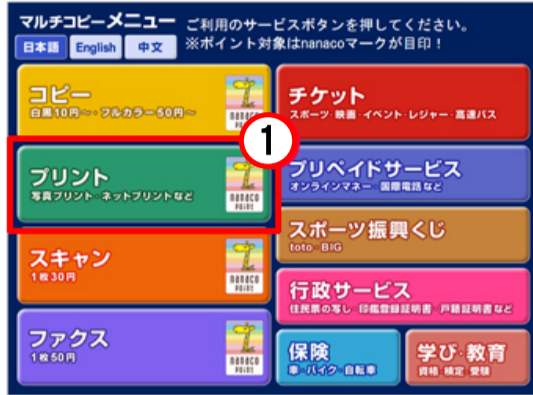 マルチコピーメニュー
ご利用のサービスボタンを押してください。
※ポイント対象はnanacoマークが目印！
日本語 English 中文
コピー
白黒10円～・フルカラー50円～
nanaco
POINT
プリント
写真プリント・ネットプリントなど
nanaco
POINT
スキャン
1枚30円
nanaco
POINT
ファクス
1枚50円
nanaco
POINT
1
チケット
スポーツ・映画・イベント・レジャー・高速バス
プリペイドサービス
オンラインマネー・国際電話など
スポーツ振興くじ
toto・BIG
行政サービス
住民票の写し・印鑑登録証明書・戸籍証明書など
保険
車・バイク・自転車
学び・教育
資格・検定・受験